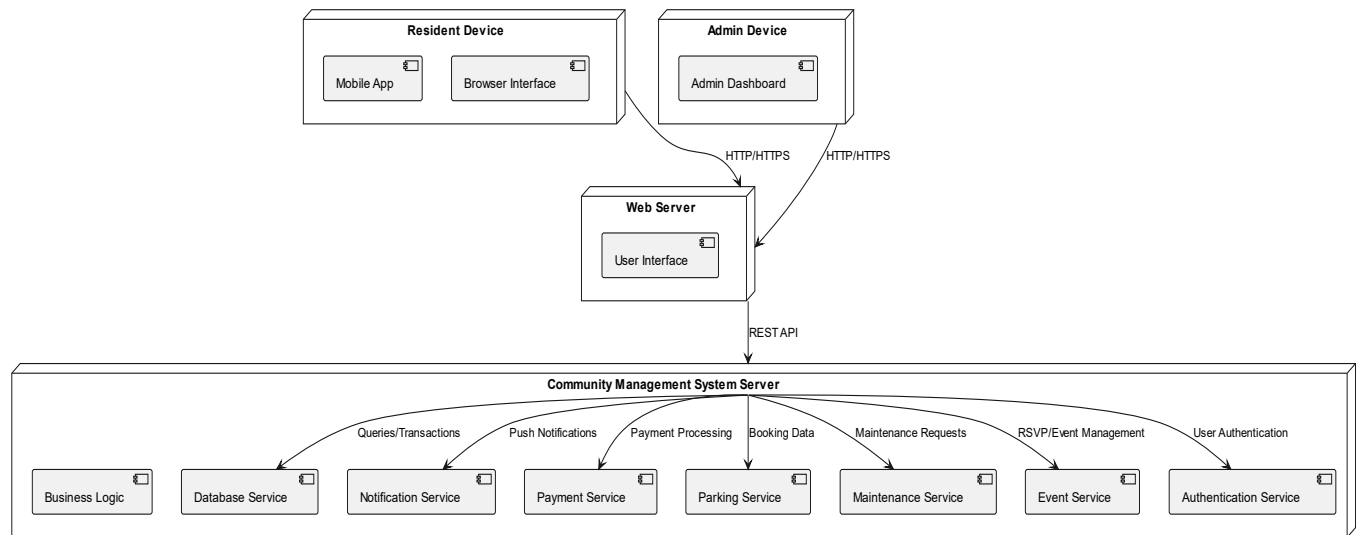 Resident Device
Admin Device
Mobile App
Browser Interface
Admin Dashboard
HTTP/HTTPS
HTTP/HTTPS
Web Server
User Interface
REST API
Community Management System Server
Queries/Transactions
Push Notifications
Payment Processing
Booking Data
Maintenance Requests
RSVP/Event Management
User Authentication
Business Logic
Database Service
Notification Service
Payment Service
Parking Service
Maintenance Service
Event Service
Authentication Service